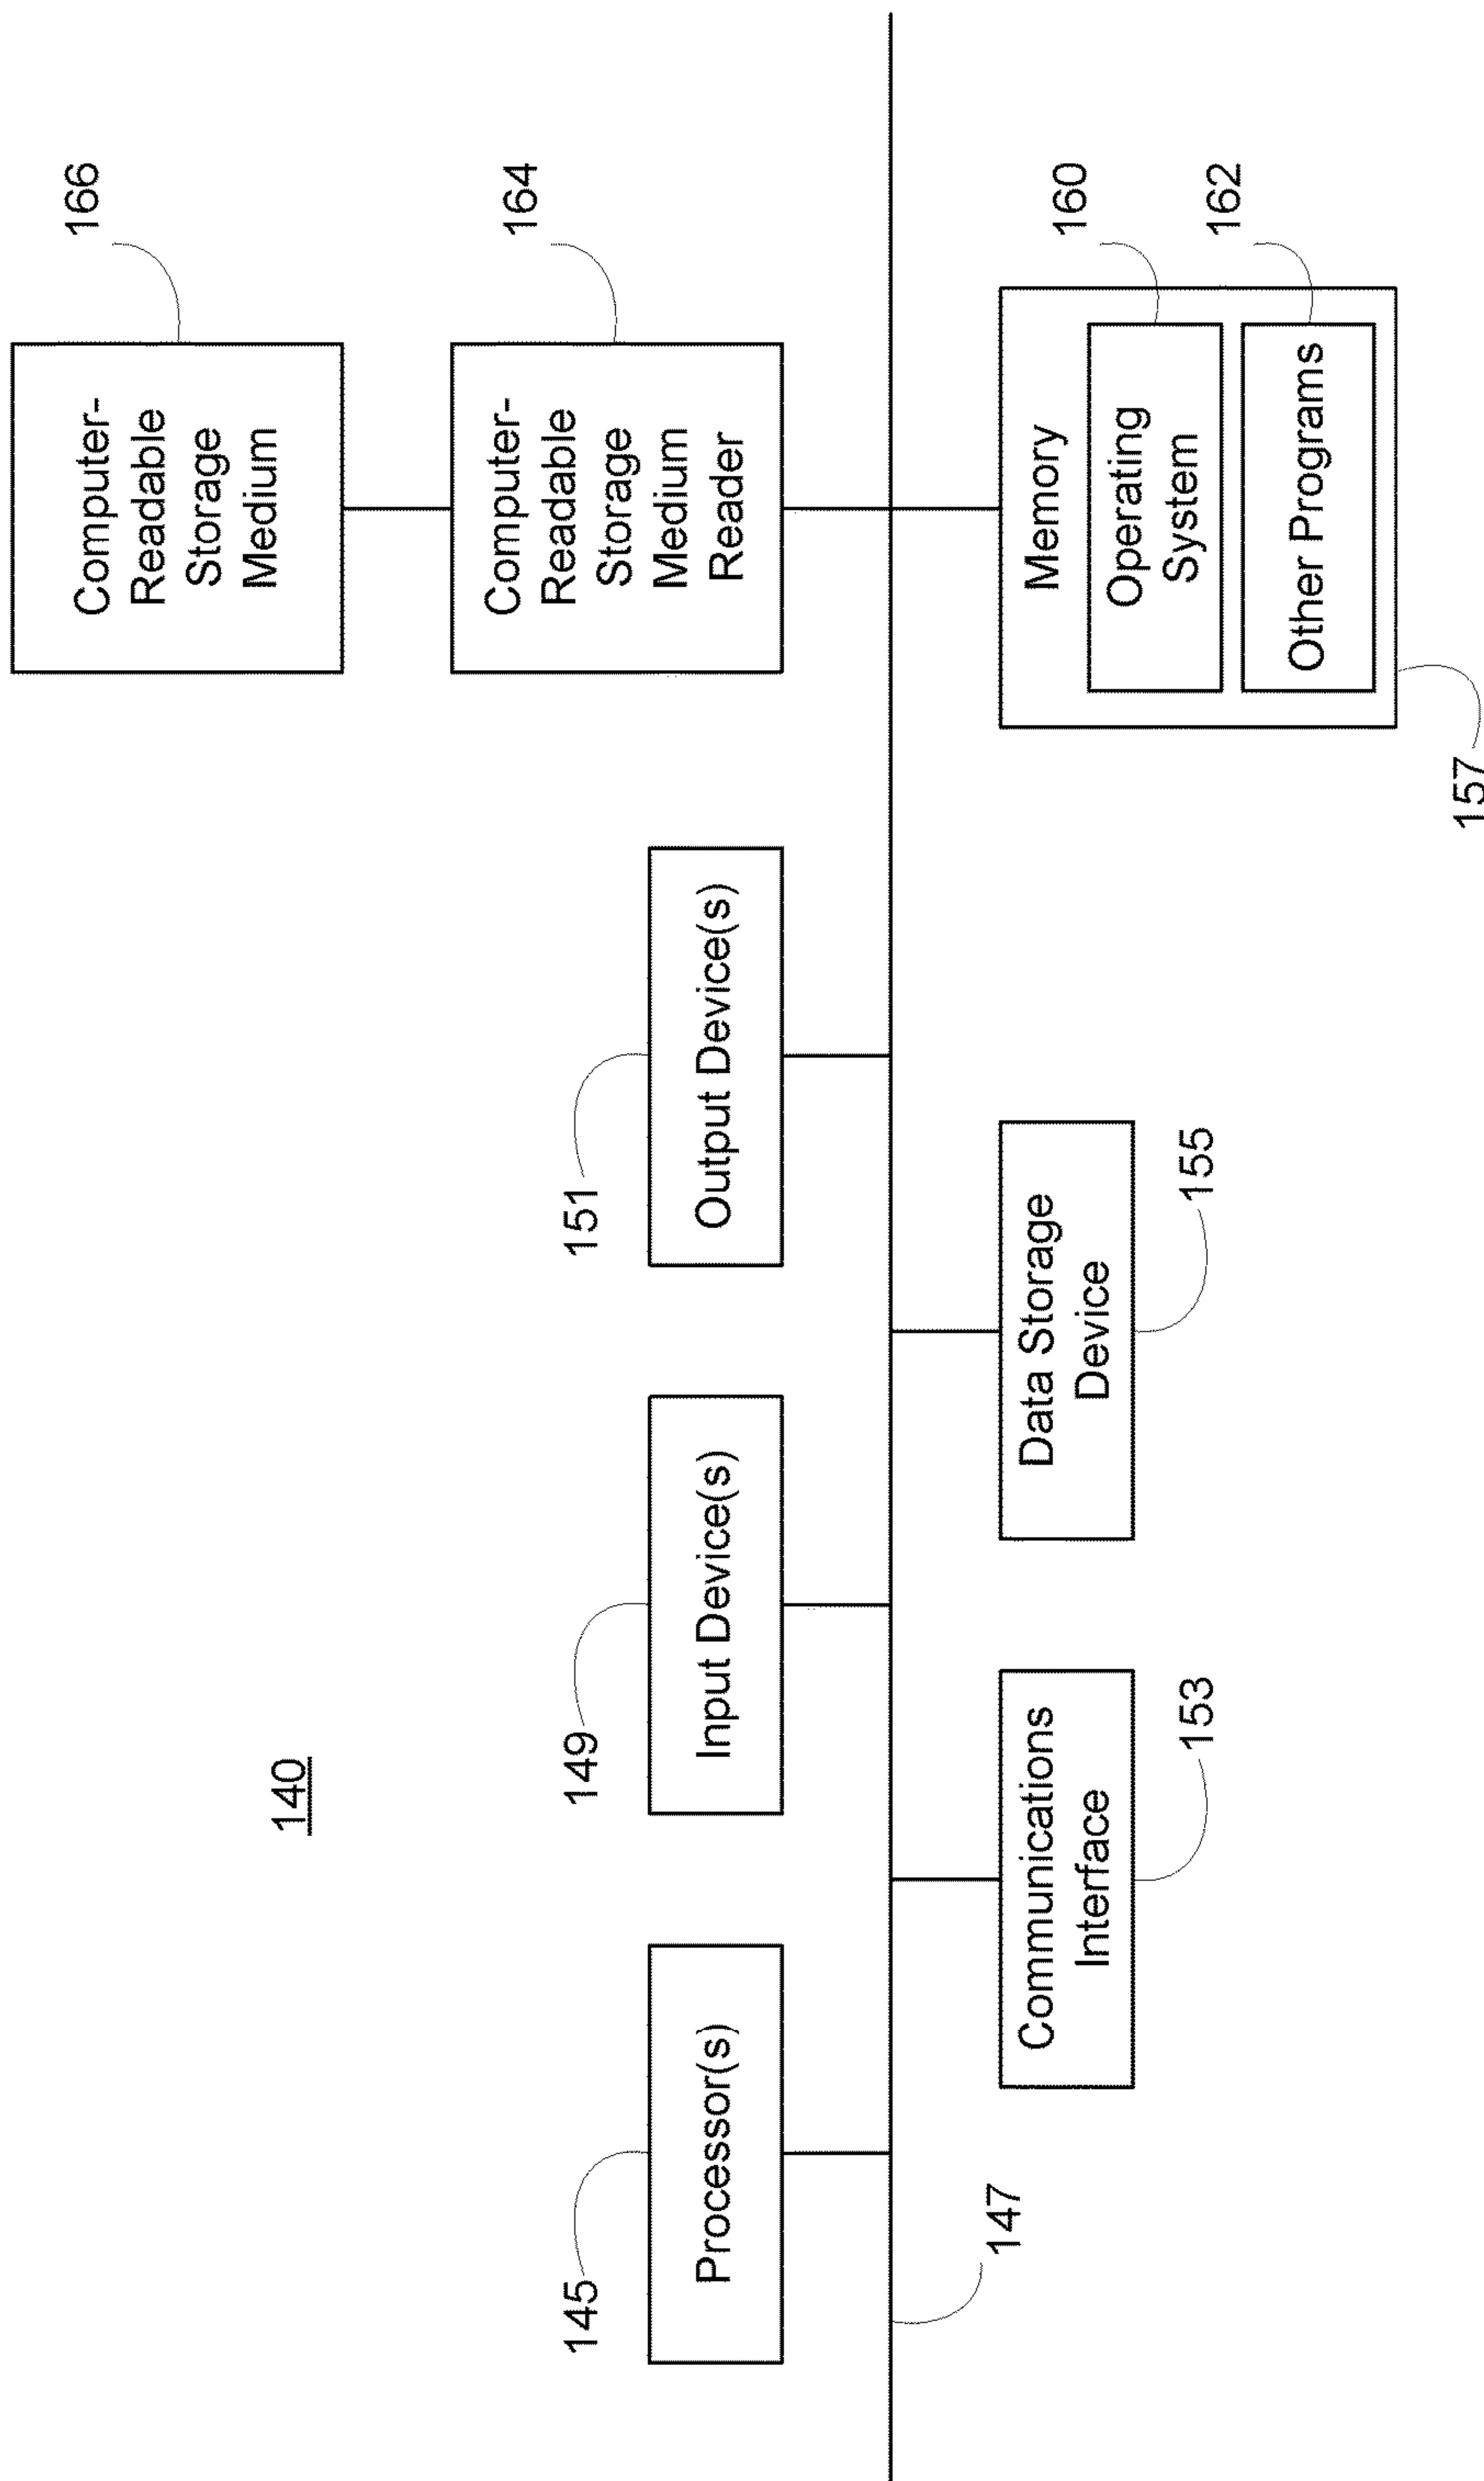 140
166
Computer-
Readable
Storage
Medium
164
Computer-
Readable
Storage
Medium
Reader
145
Processor(s)
149
Input Device(s)
151
Output Device(s)
147
Communications
Interface
153
Data Storage
Device
155
Memory
Operating
System
160
Other Programs
162
157